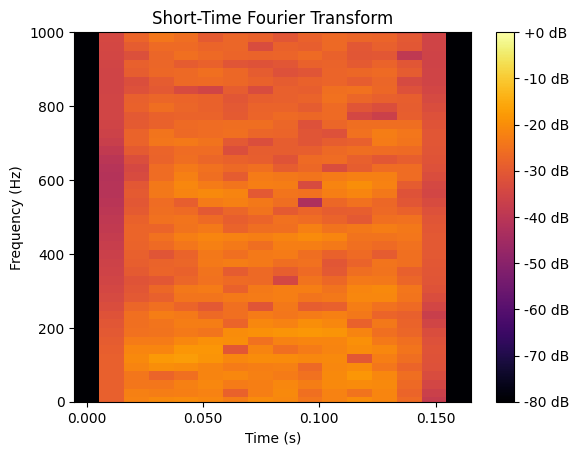 Short-Time Fourier Transform
Frequency (Hz)
1000
800
600
400
200
0
0.000
0.050
0.100
0.150
Time (s)
+0 dB
-10 dB
-20 dB
-30 dB
-40 dB
-50 dB
-60 dB
-70 dB
-80 dB